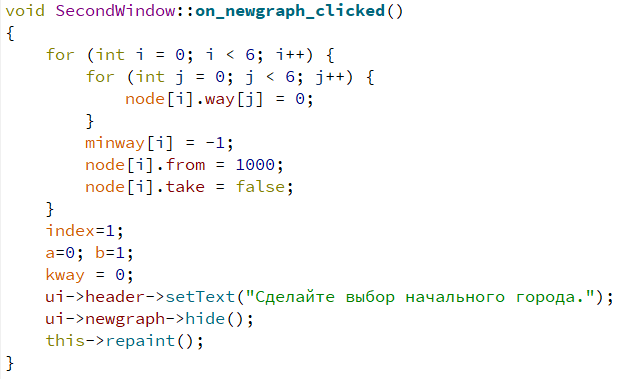 void SecondWindow::on_newgraph_clicked()
{
    for (int i = 0; i < 6; i++) {
        for (int j = 0; j < 6; j++) {
            node[i].way[j] = 0;
        }
        minway[i] = -1;
        node[i].from = 1000;
        node[i].take = false;
    }
    index=1;
    a=0; b=1;
    kway = 0;
    ui->header->setText("Сделайте выбор начального города.");
    ui->newgraph->hide();
    this->repaint();
}